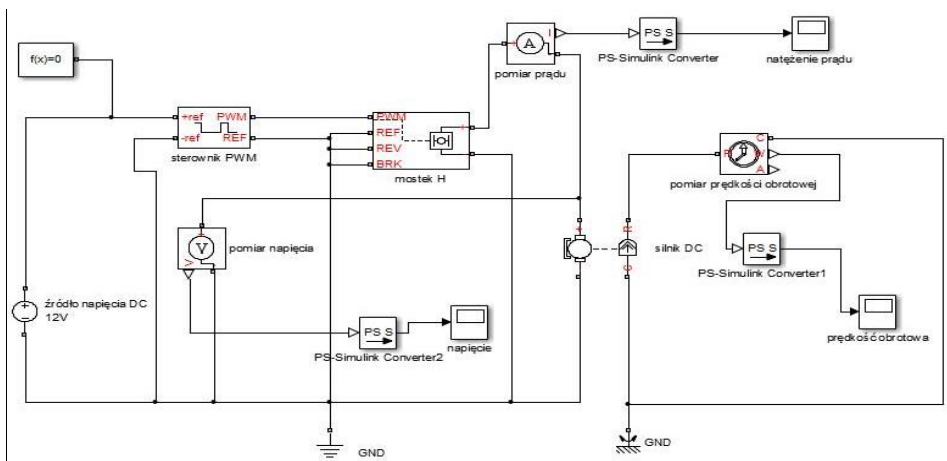 f(x)=0
+ref PWM
-ref REF
sterownik PWM
PWM
REF
REV
BRK
+
-
mostek H
+
A
I
-
pomiar prądu
PS S
PS-Simulink Converter
natężenie prądu
C
R W
A
pomiar prędkości obrotowej
+
V
V
-
pomiar napięcia
+
-
R
C
silnik DC
PS S
PS-Simulink Converter1
prędkość obrotowa
źródło napięcia DC
12V
PS S
PS-Simulink Converter2
napięcie
GND
GND